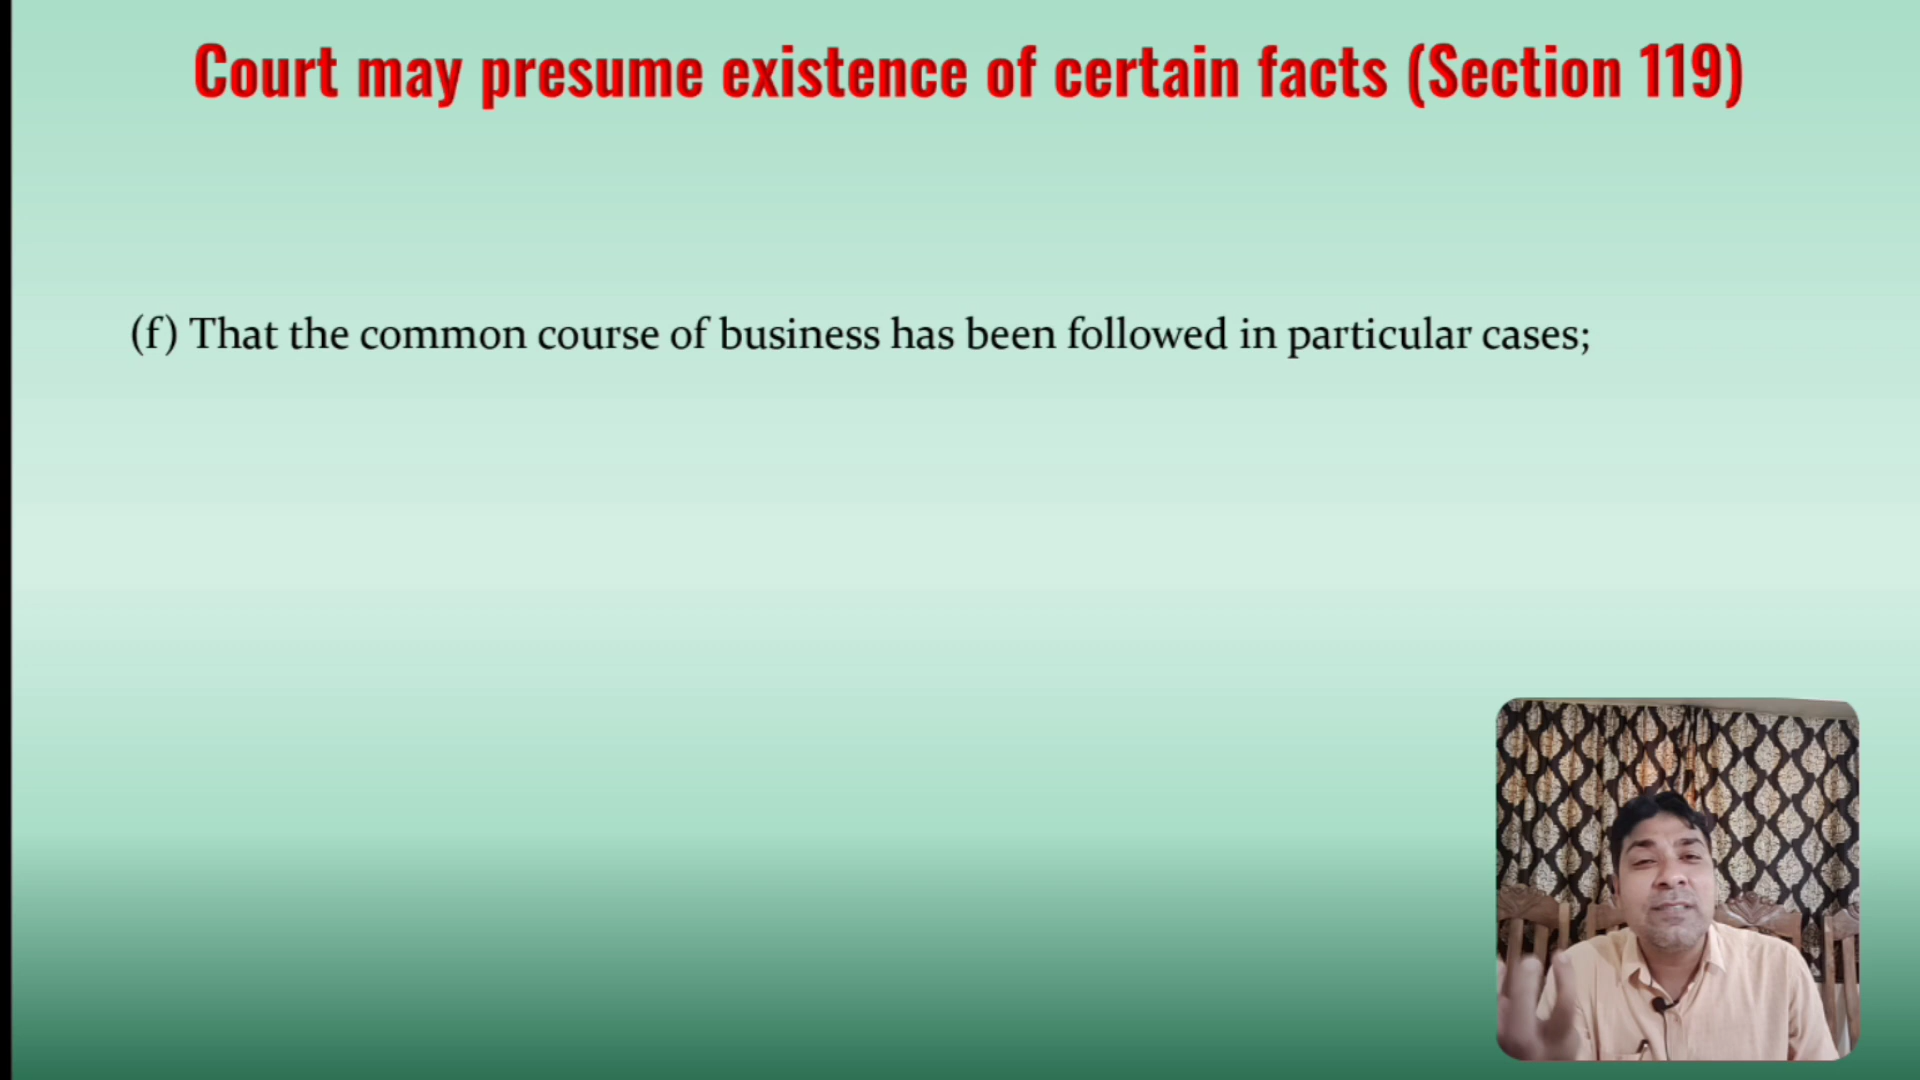 Court may presume existence of certain facts (Section 119)
(f) That the common course of business has been followed in particular cases;